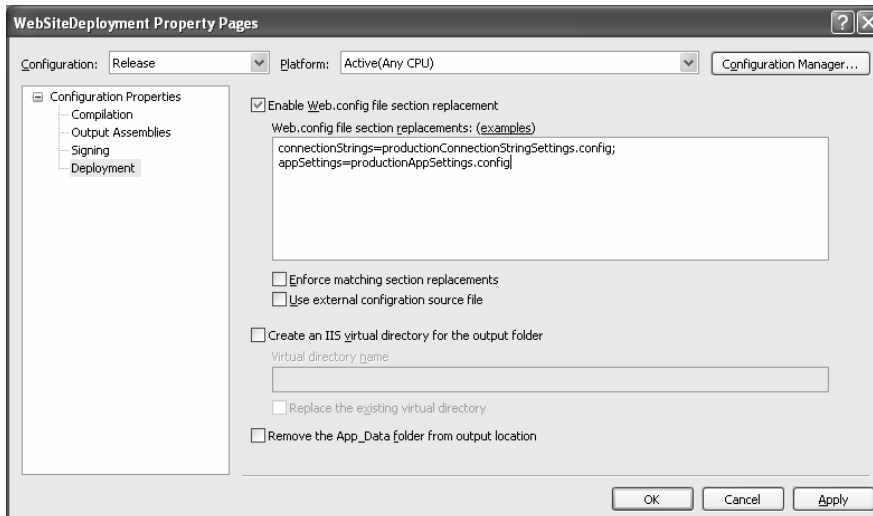 WebSiteDeployment Property Pages
Configuration: Release Platform: Active(Any CPU) Configuration Manager...
Configuration Properties
Compilation
Output Assemblies
Signing
Deployment
Enable Web.config file section replacement
Web.config file section replacements: (examples)
connectionStrings=productionConnectionStringSettings.config;
appSettings=productionAppSettings.config
Enforce matching section replacements
Use external configration source file
Create an IIS virtual directory for the output folder
Virtual directory name
Replace the existing virtual directory
Remove the App_Data folder from output location
OK Cancel Apply